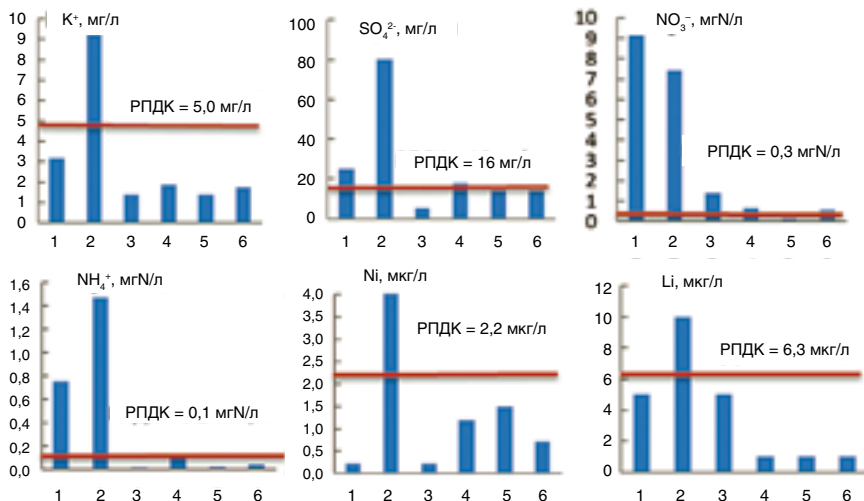 K⁺, мг/л
10
9
8
7
6
5
4
3
2
1
0
РПДК = 5,0 мг/л
1 2 3 4 5 6
SO₄²⁻, мг/л
100
80
60
40
20
0
РПДК = 16 мг/л
1 2 3 4 5 6
NO₃⁻, мгN/л
10
9
8
7
6
5
4
3
2
1
0
РПДК = 0,3 мгN/л
1 2 3 4 5 6
NH₄⁺, мгN/л
1,6
1,4
1,2
1,0
0,8
0,6
0,4
0,2
0,0
РПДК = 0,1 мгN/л
1 2 3 4 5 6
Ni, мкг/л
4,0
3,5
3,0
2,5
2,0
1,5
1,0
0,5
0,0
РПДК = 2,2 мкг/л
1 2 3 4 5 6
Li, мкг/л
12
10
8
6
4
2
0
РПДК = 6,3 мкг/л
1 2 3 4 5 6